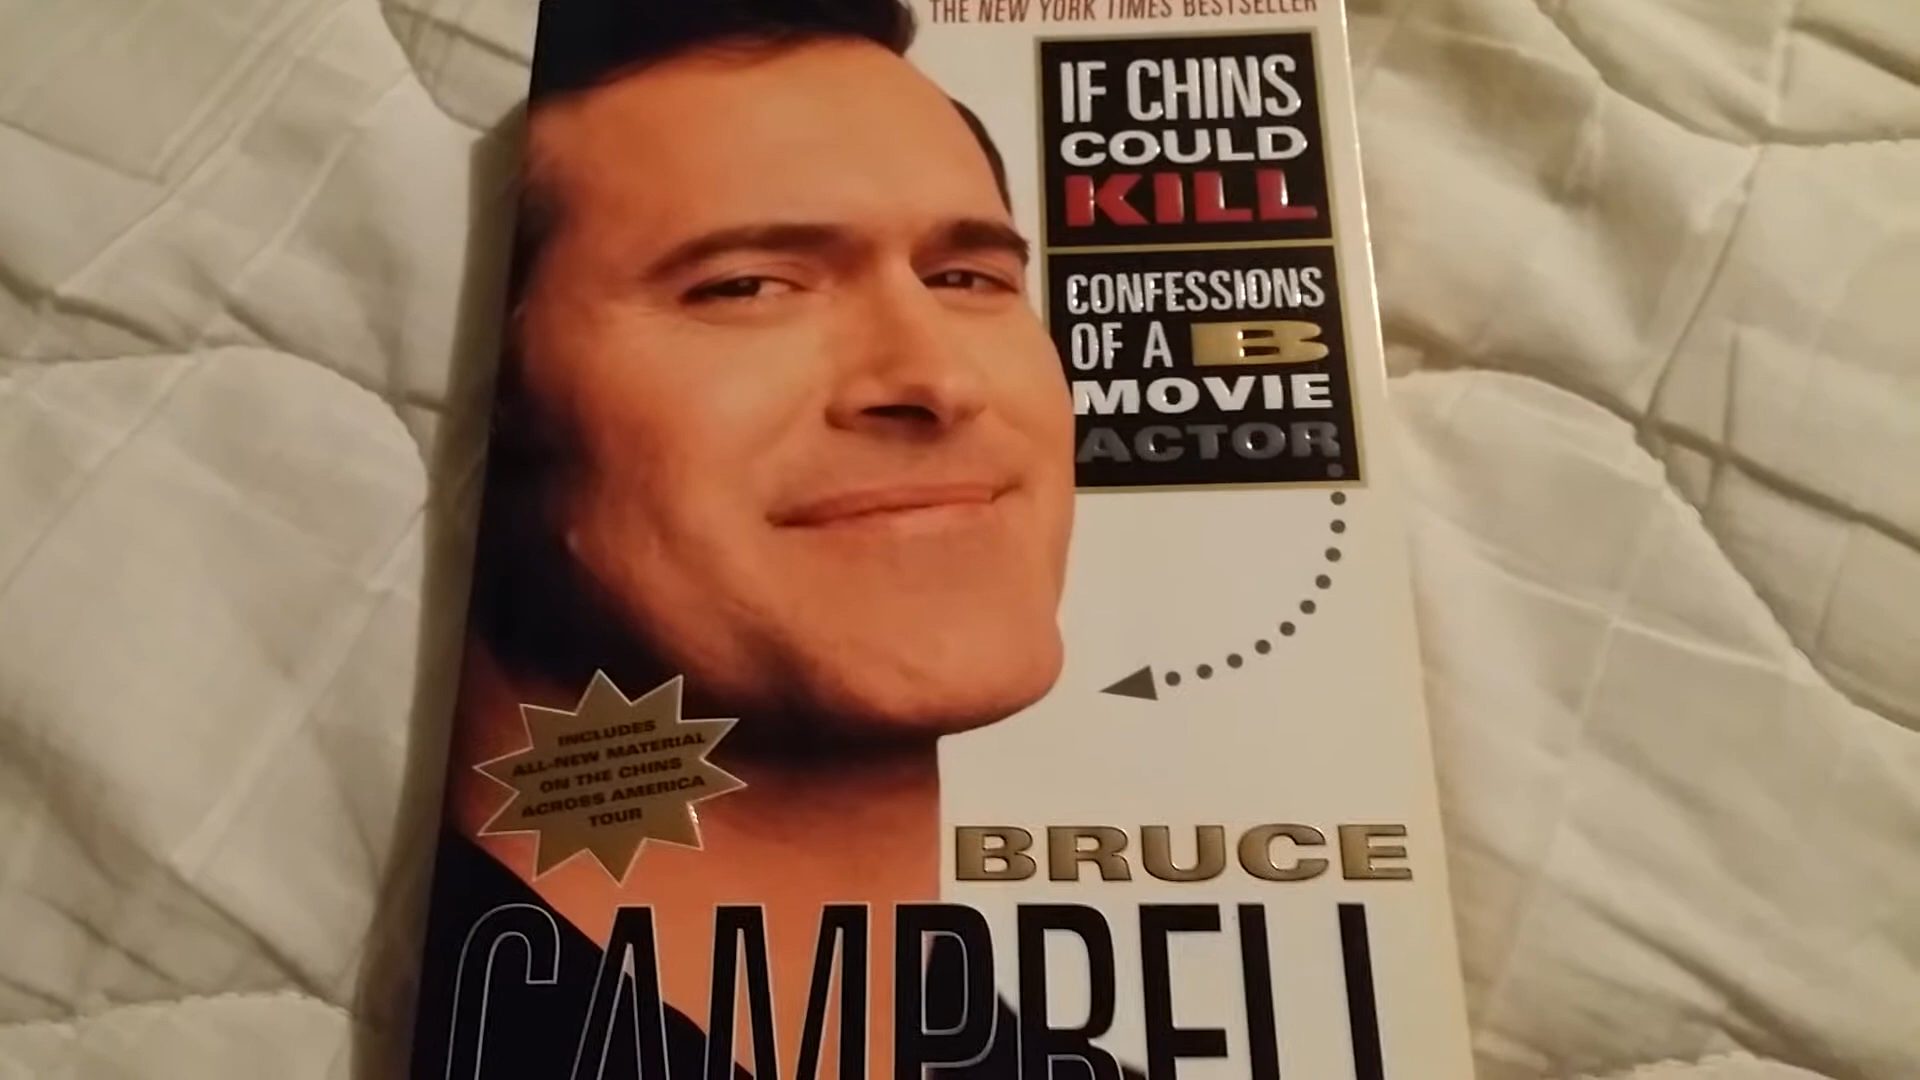 THE NEW YORK TIMES BESTSELLER
IF CHINS
COULD
KILL
CONFESSIONS
OF A B
MOVIE
ACTOR
INCLUDES
ALL-NEW MATERIAL
ON THE CHINS
ACROSS AMERICA
TOUR
BRUCE
CAMPBELL